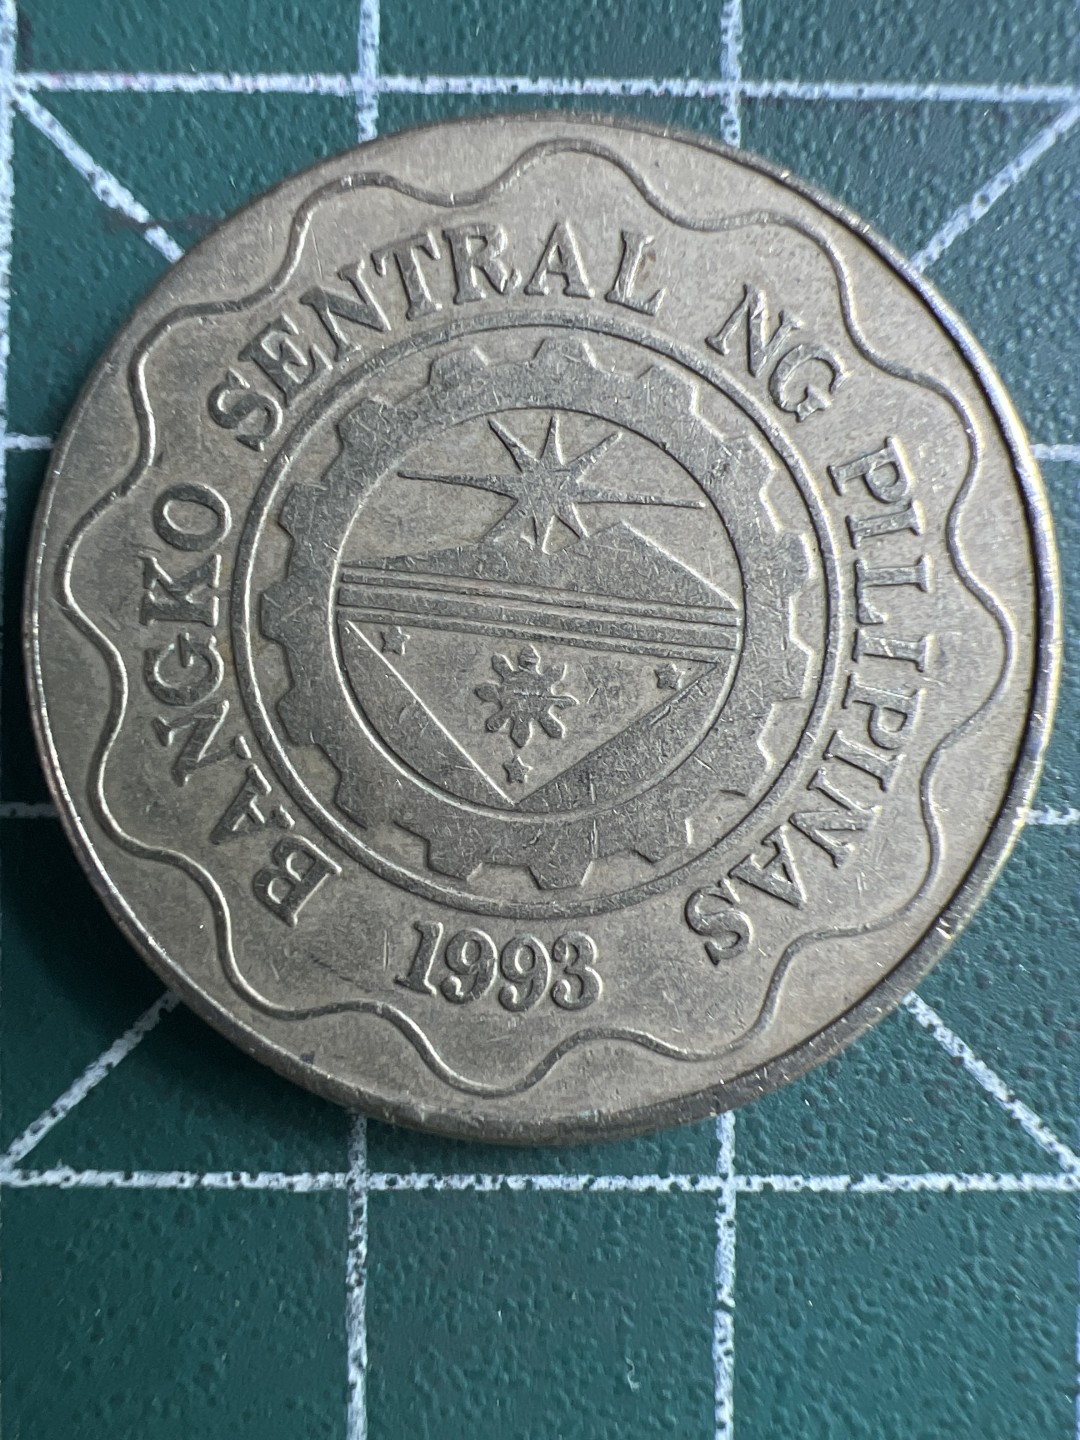 BANGKO SENTRAL NG PILIPINAS
1993